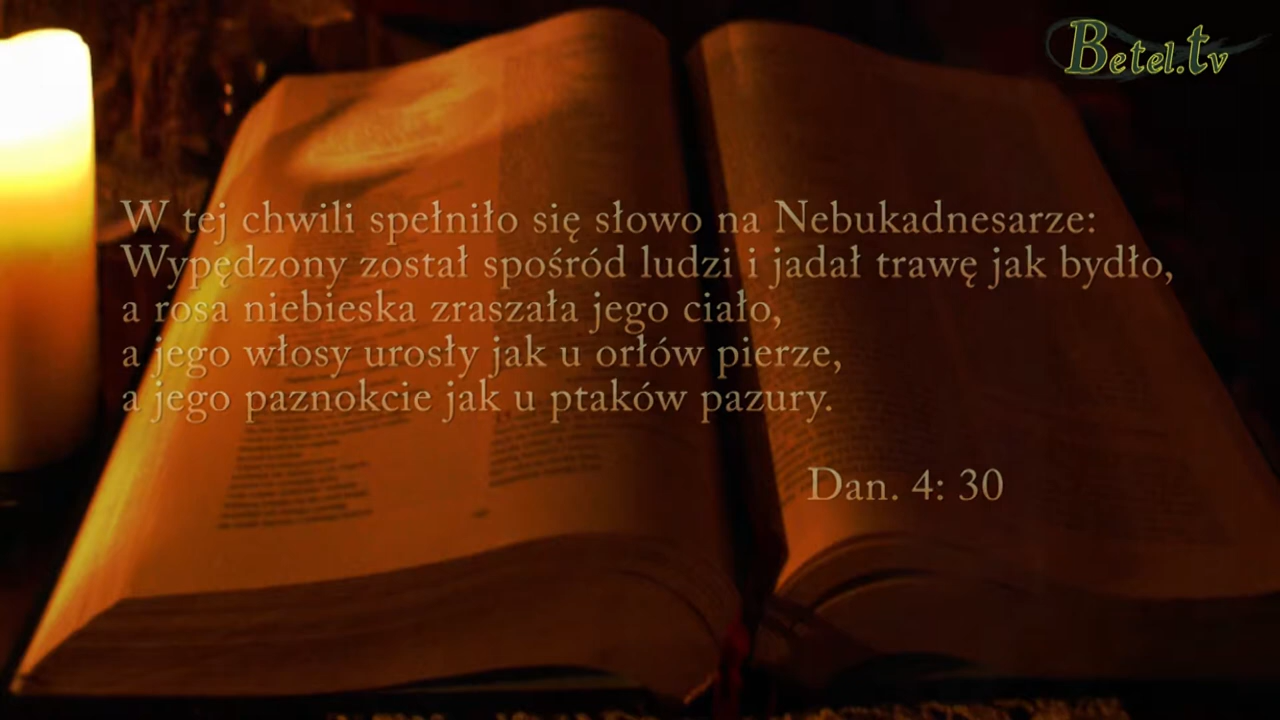 Betel.tv
W tej chwili spełniło się słowo na Nebukadnesarze:
Wypędzony został spośród ludzi i jadał trawę jak bydło,
a rosa niebieska zraszała jego ciało,
a jego włosy urosły jak u orłów pierze,
a jego paznokcie jak u ptaków pazury.
Dan. 4: 30